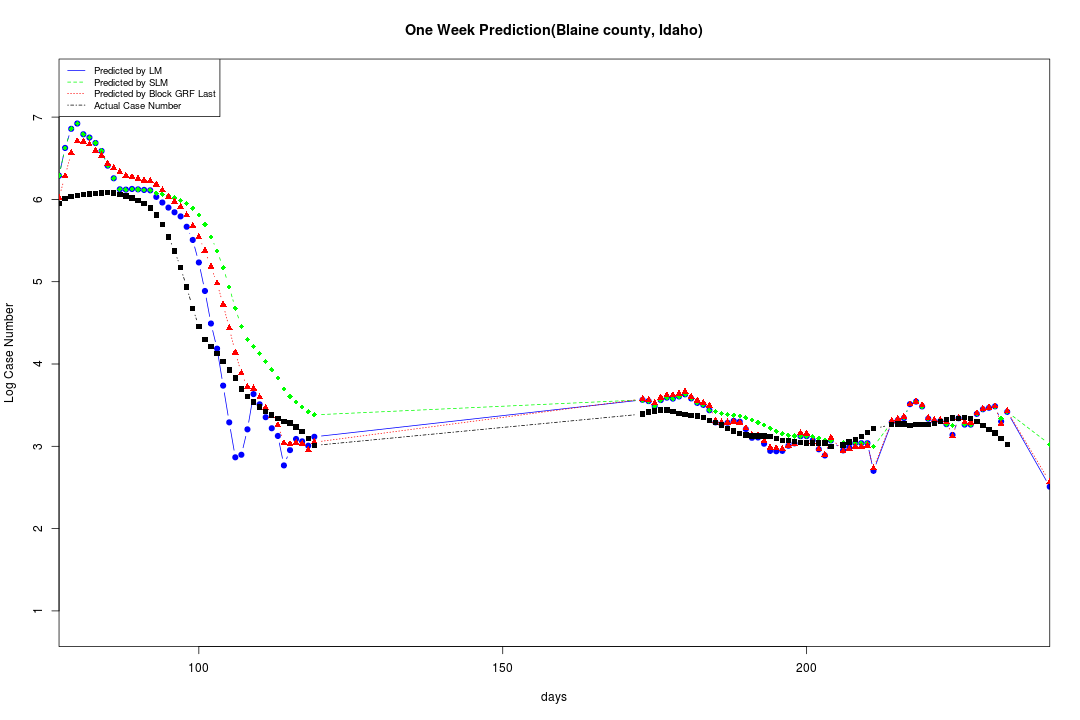 One Week Prediction(Blaine county, Idaho)
Predicted by LM
Predicted by SLM
Predicted by Block GRF Last
Actual Case Number
7
6
5
4
3
2
1
Log Case Number
100
150
200
days